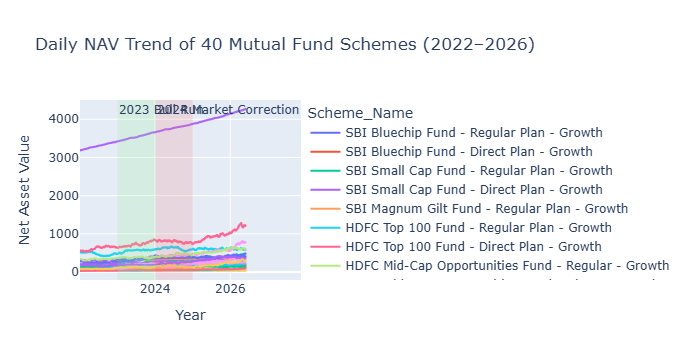 Daily NAV Trend of 40 Mutual Fund Schemes (2022–2026)
2023 Bull Run
2024 Market Correction
Scheme_Name
SBI Bluechip Fund - Regular Plan - Growth
SBI Bluechip Fund - Direct Plan - Growth
SBI Small Cap Fund - Regular Plan - Growth
SBI Small Cap Fund - Direct Plan - Growth
SBI Magnum Gilt Fund - Regular Plan - Growth
HDFC Top 100 Fund - Regular Plan - Growth
HDFC Top 100 Fund - Direct Plan - Growth
HDFC Mid-Cap Opportunities Fund - Regular - Growth
Net Asset Value
4000
3000
2000
1000
0
2024
2026
Year